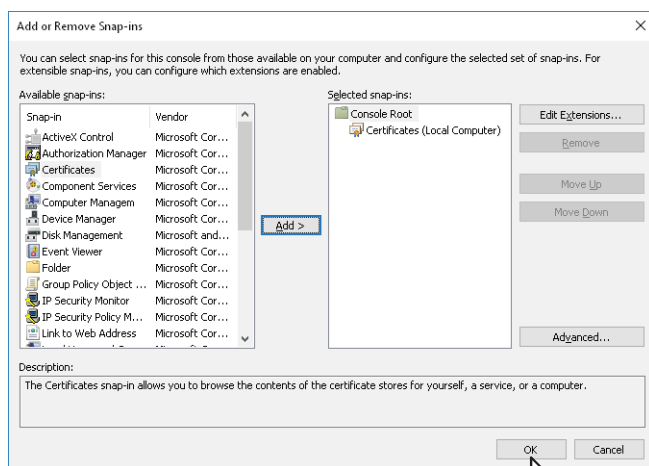 Add or Remove Snap-ins
You can select snap-ins for this console from those available on your computer and configure the selected set of snap-ins. For
extensible snap-ins, you can configure which extensions are enabled.
Available snap-ins:
Snap-in Vendor
ActiveX Control Microsoft Cor...
Authorization Manager Microsoft Cor...
Certificates Microsoft Cor...
Component Services Microsoft Cor...
Computer Managem Microsoft Cor...
Device Manager Microsoft Cor...
Disk Management Microsoft and...
Event Viewer Microsoft Cor...
Folder Microsoft Cor...
Group Policy Object ... Microsoft Cor...
IP Security Monitor Microsoft Cor...
IP Security Policy M... Microsoft Cor...
Link to Web Address Microsoft Cor...
Add >
Selected snap-ins:
Console Root
Certificates (Local Computer)
Edit Extensions...
Remove
Move Up
Move Down
Advanced...
Description:
The Certificates snap-in allows you to browse the contents of the certificate stores for yourself, a service, or a computer.
OK
Cancel